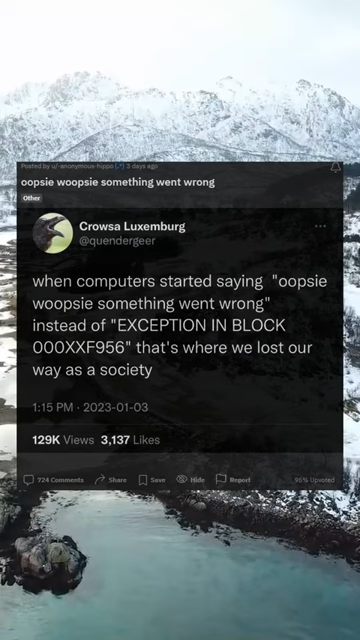 Posted by u/-anonymous-hippo 3 days ago
oopsie woopsie something went wrong
Other
Crowsa Luxemburg
@quendergeer
when computers started saying "oopsie
woopsie something went wrong"
instead of "EXCEPTION IN BLOCK
000XXF956" that's where we lost our
way as a society
1:15 PM · 2023-01-03
129K Views 3,137 Likes
724 Comments Share Save Hide Report 96% Upvoted